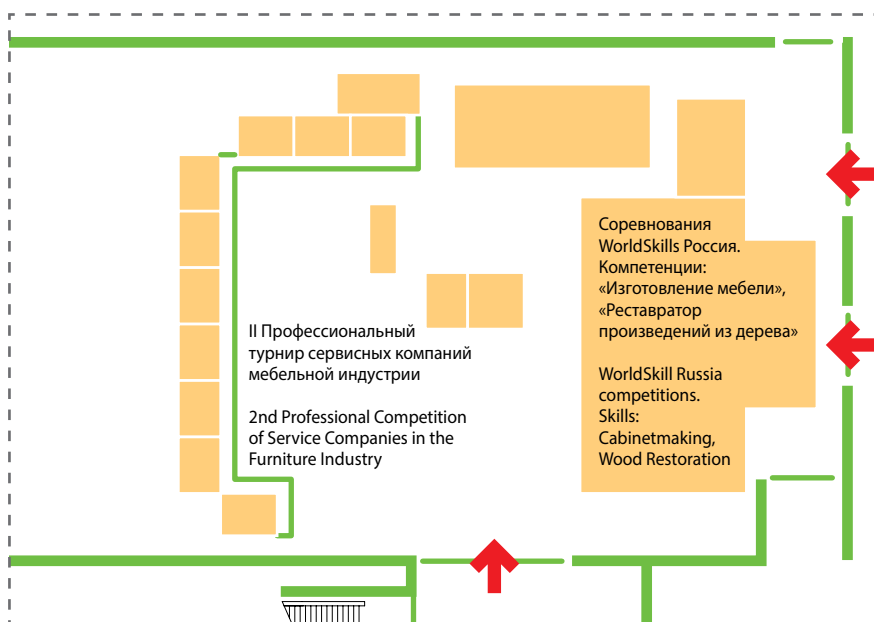 Соревнования
WorldSkills Россия.
Компетенции:
«Изготовление мебели»,
«Реставратор
произведений из дерева»
WorldSkill Russia
competitions.
Skills:
Cabinetmaking,
Wood Restoration
II Профессиональный
турнир сервисных компаний
мебельной индустрии
2nd Professional Competition
of Service Companies in the
Furniture Industry